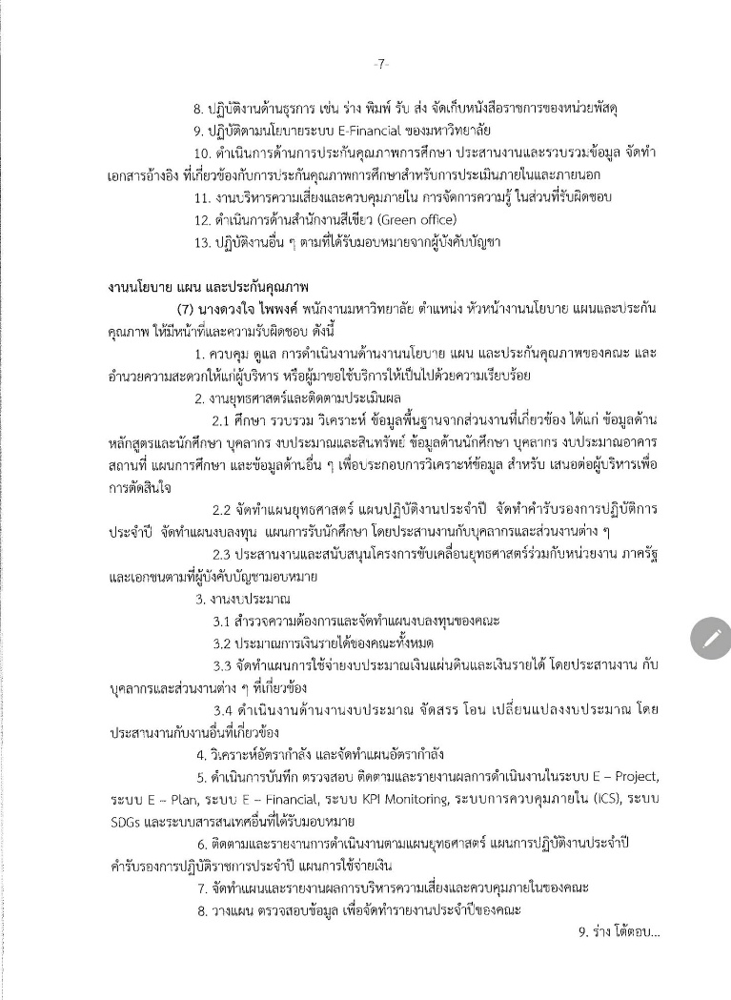 -7-
8. ปฏิบัติงานด้านธุรการ เช่น ร่าง พิมพ์ รับ ส่ง จัดเก็บหนังสือราชการของหน่วยพัสดุ
9. ปฏิบัติตามนโยบายระบบ E-Financial ของมหาวิทยาลัย
10. ดำเนินการด้านการประกันคุณภาพการศึกษา ประสานงานและรวบรวมข้อมูล จัดทำ
เอกสารอ้างอิง ที่เกี่ยวข้องกับการประกันคุณภาพการศึกษาสำหรับการประเมินภายในและภายนอก
11. งานบริหารความเสี่ยงและควบคุมภายใน การจัดการความรู้ ในส่วนที่รับผิดชอบ
12. ดำเนินการด้านสำนักงานสีเขียว (Green office)
13. ปฏิบัติงานอื่น ๆ ตามที่ได้รับมอบหมายจากผู้บังคับบัญชา
งานนโยบาย แผน และประกันคุณภาพ
(7) นางดวงใจ ไพพงค์ พนักงานมหาวิทยาลัย ตำแหน่ง หัวหน้างานนโยบาย แผนและประกัน
คุณภาพ ให้มีหน้าที่และความรับผิดชอบ ดังนี้
1. ควบคุม ดูแล การดำเนินงานด้านงานนโยบาย แผน และประกันคุณภาพของคณะ และ
อำนวยความสะดวกให้แก่ผู้บริหาร หรือผู้มาขอใช้บริการให้เป็นไปด้วยความเรียบร้อย
2. งานยุทธศาสตร์และติดตามประเมินผล
2.1 ศึกษา รวบรวม วิเคราะห์ ข้อมูลพื้นฐานจากส่วนงานที่เกี่ยวข้อง ได้แก่ ข้อมูลด้าน
หลักสูตรและนักศึกษา บุคลากร งบประมาณและสินทรัพย์ ข้อมูลด้านนักศึกษา บุคลากร งบประมาณอาคาร
สถานที่ แผนการศึกษา และข้อมูลด้านอื่น ๆ เพื่อประกอบการวิเคราะห์ข้อมูล สำหรับ เสนอต่อผู้บริหารเพื่อ
การตัดสินใจ
2.2 จัดทำแผนยุทธศาสตร์ แผนปฏิบัติงานประจำปี จัดทำคำรับรองการปฏิบัติการ
ประจำปี จัดทำแผนงบลงทุน แผนการรับนักศึกษา โดยประสานงานกับบุคลากรและส่วนงานต่าง ๆ
2.3 ประสานงานและสนับสนุนโครงการขับเคลื่อนยุทธศาสตร์ร่วมกับหน่วยงาน ภาครัฐ
และเอกชนตามที่ผู้บังคับบัญชามอบหมาย
3. งานงบประมาณ
3.1 สำรวจความต้องการและจัดทำแผนงบลงทุนของคณะ
3.2 ประมาณการเงินรายได้ของคณะทั้งหมด
3.3 จัดทำแผนการใช้จ่ายงบประมาณเงินแผ่นดินและเงินรายได้ โดยประสานงาน กับ
บุคลากรและส่วนงานต่าง ๆ ที่เกี่ยวข้อง
3.4 ดำเนินงานด้านงานงบประมาณ จัดสรร โอน เปลี่ยนแปลงงบประมาณ โดย
ประสานงานกับงานอื่นที่เกี่ยวข้อง
4. วิเคราะห์อัตรากำลัง และจัดทำแผนอัตรากำลัง
5. ดำเนินการบันทึก ตรวจสอบ ติดตามและรายงานผลการดำเนินงานในระบบ E – Project,
ระบบ E – Plan, ระบบ E – Financial, ระบบ KPI Monitoring, ระบบการควบคุมภายใน (ICS), ระบบ
SDGs และระบบสารสนเทศอื่นที่ได้รับมอบหมาย
6. ติดตามและรายงานการดำเนินงานตามแผนยุทธศาสตร์ แผนการปฏิบัติงานประจำปี
คำรับรองการปฏิบัติราชการประจำปี แผนการใช้จ่ายเงิน
7. จัดทำแผนและรายงานผลการบริหารความเสี่ยงและควบคุมภายในของคณะ
8. วางแผน ตรวจสอบข้อมูล เพื่อจัดทำรายงานประจำปีของคณะ
9. ร่าง โต้ตอบ...